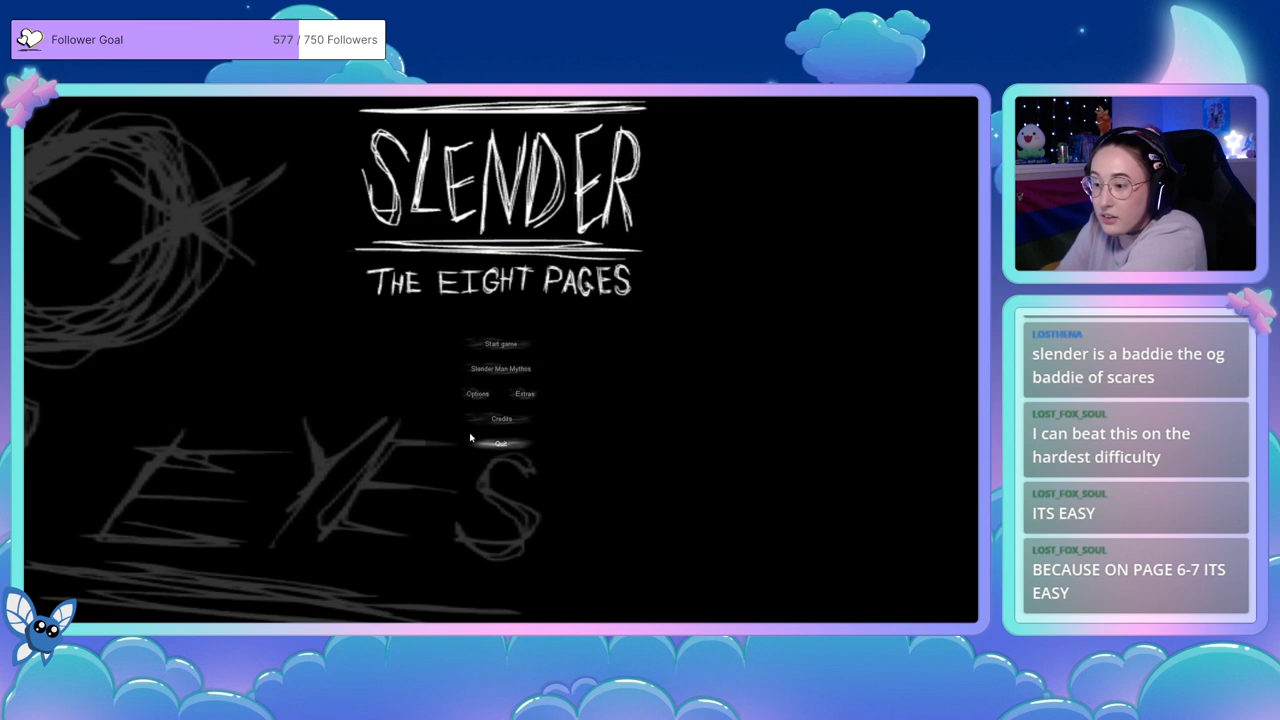 Follower Goal 577 / 750 Followers
SLENDER
THE EIGHT PAGES
Start game
Slender Man Mythos
Options Extras
Credits
Quit
EYES
LOSTHENA
slender is a baddie the og
baddie of scares
LOST_FOX_SOUL
I can beat this on the
hardest difficulty
LOST_FOX_SOUL
ITS EASY
LOST_FOX_SOUL
BECAUSE ON PAGE 6-7 ITS
EASY